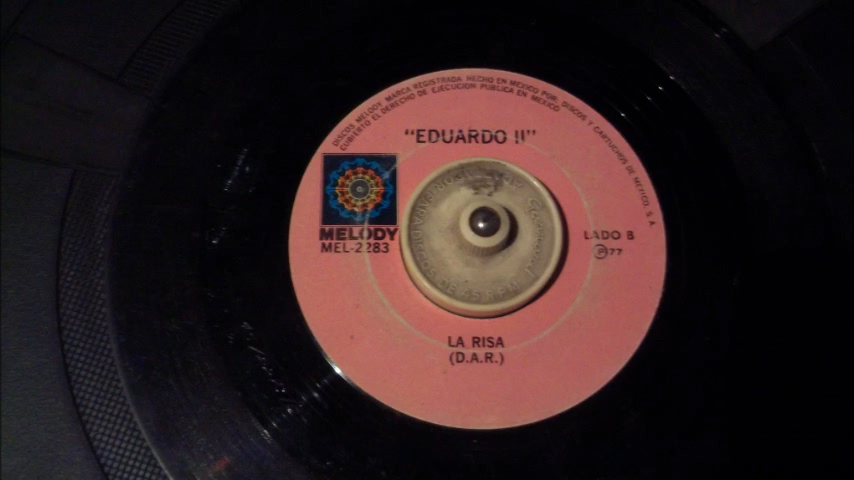 DISCOS MELODY MARCA REGISTRADA HECHO EN MEXICO POR: DISCOS Y CARTUCHOS DE MEXICO, S. A.
CUBIERTO EL DERECHO DE EJECUCION PUBLICA EN MEXICO
"EDUARDO II"
MELODY
MEL-2283
LADO B
©77
LA RISA
(D.A.R.)